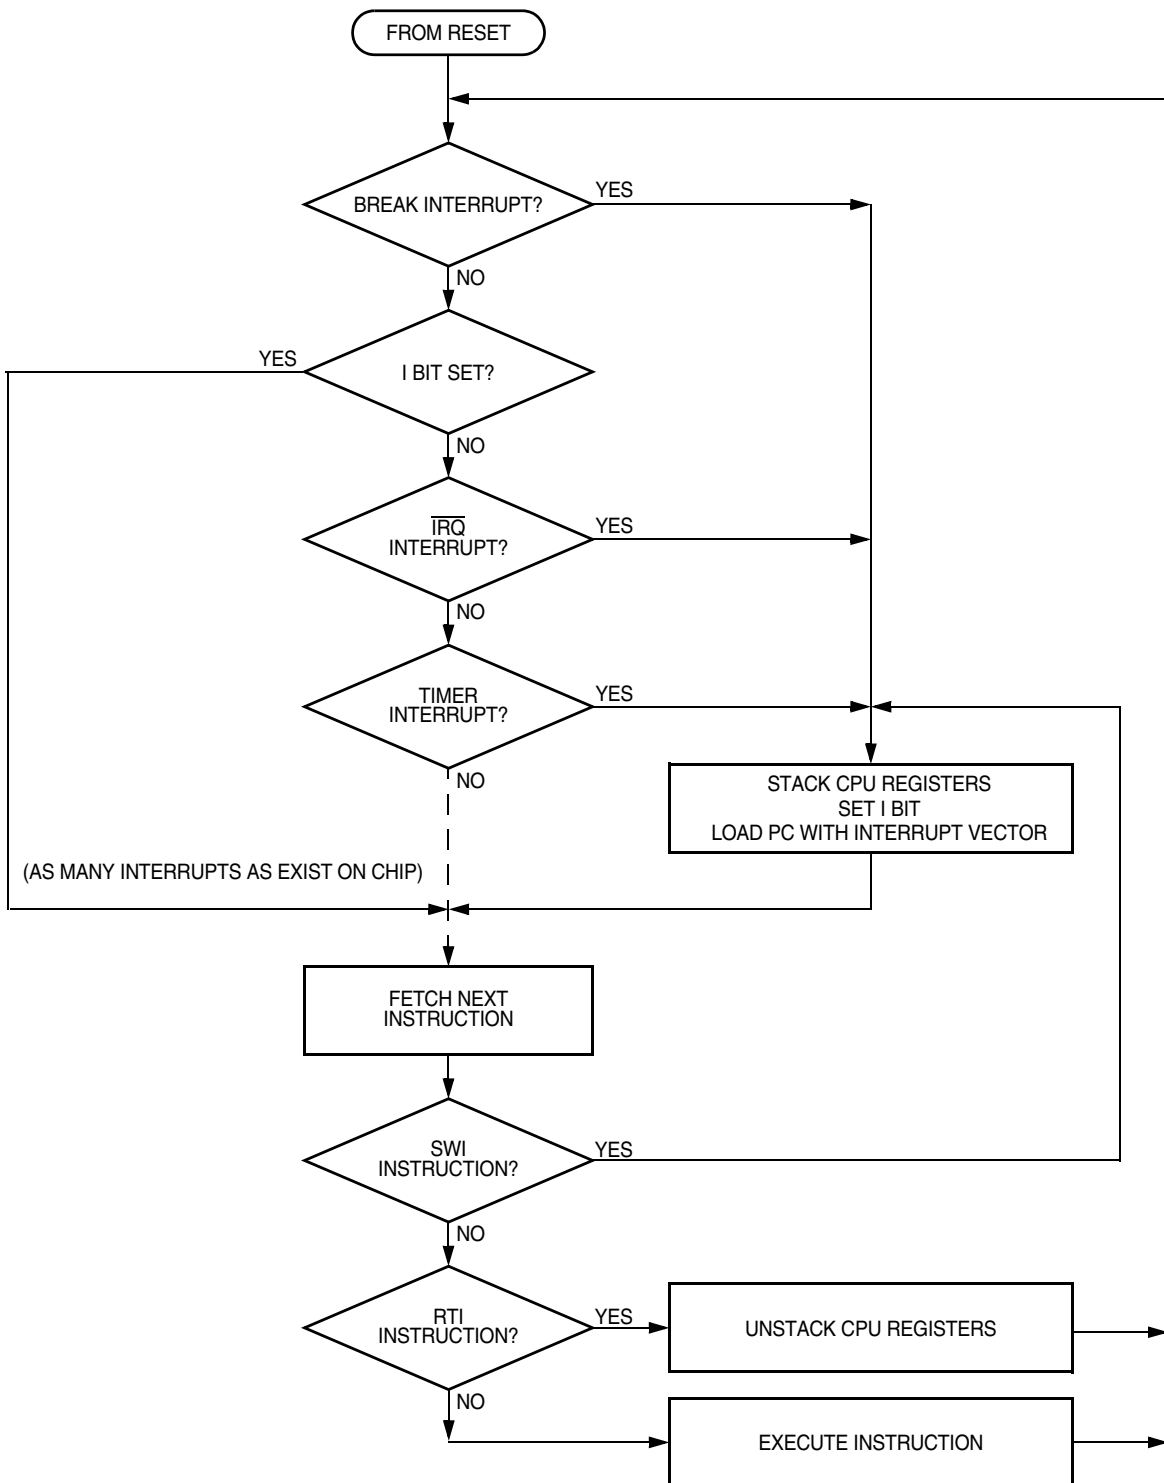 FROM RESET
BREAK INTERRUPT?
YES
NO
YES
I BIT SET?
NO
IRQ
INTERRUPT?
YES
NO
TIMER
INTERRUPT?
YES
NO
STACK CPU REGISTERS
SET I BIT
LOAD PC WITH INTERRUPT VECTOR
(AS MANY INTERRUPTS AS EXIST ON CHIP)
FETCH NEXT
INSTRUCTION
SWI
INSTRUCTION?
YES
NO
RTI
INSTRUCTION?
YES
UNSTACK CPU REGISTERS
NO
EXECUTE INSTRUCTION